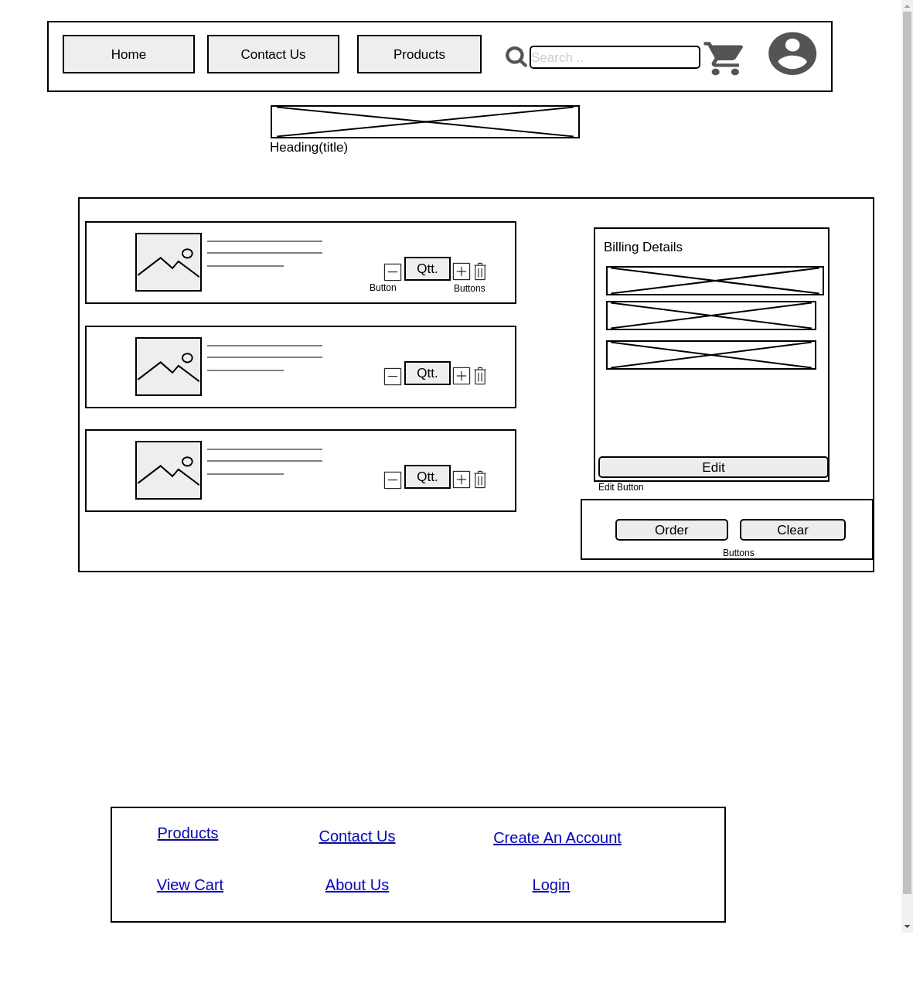 Home
Contact Us
Products
Search ..
Heading(title)
Qtt.
Button
Buttons
Qtt.
Qtt.
Billing Details
Edit
Edit Button
Order
Clear
Buttons
Products
Contact Us
Create An Account
View Cart
About Us
Login